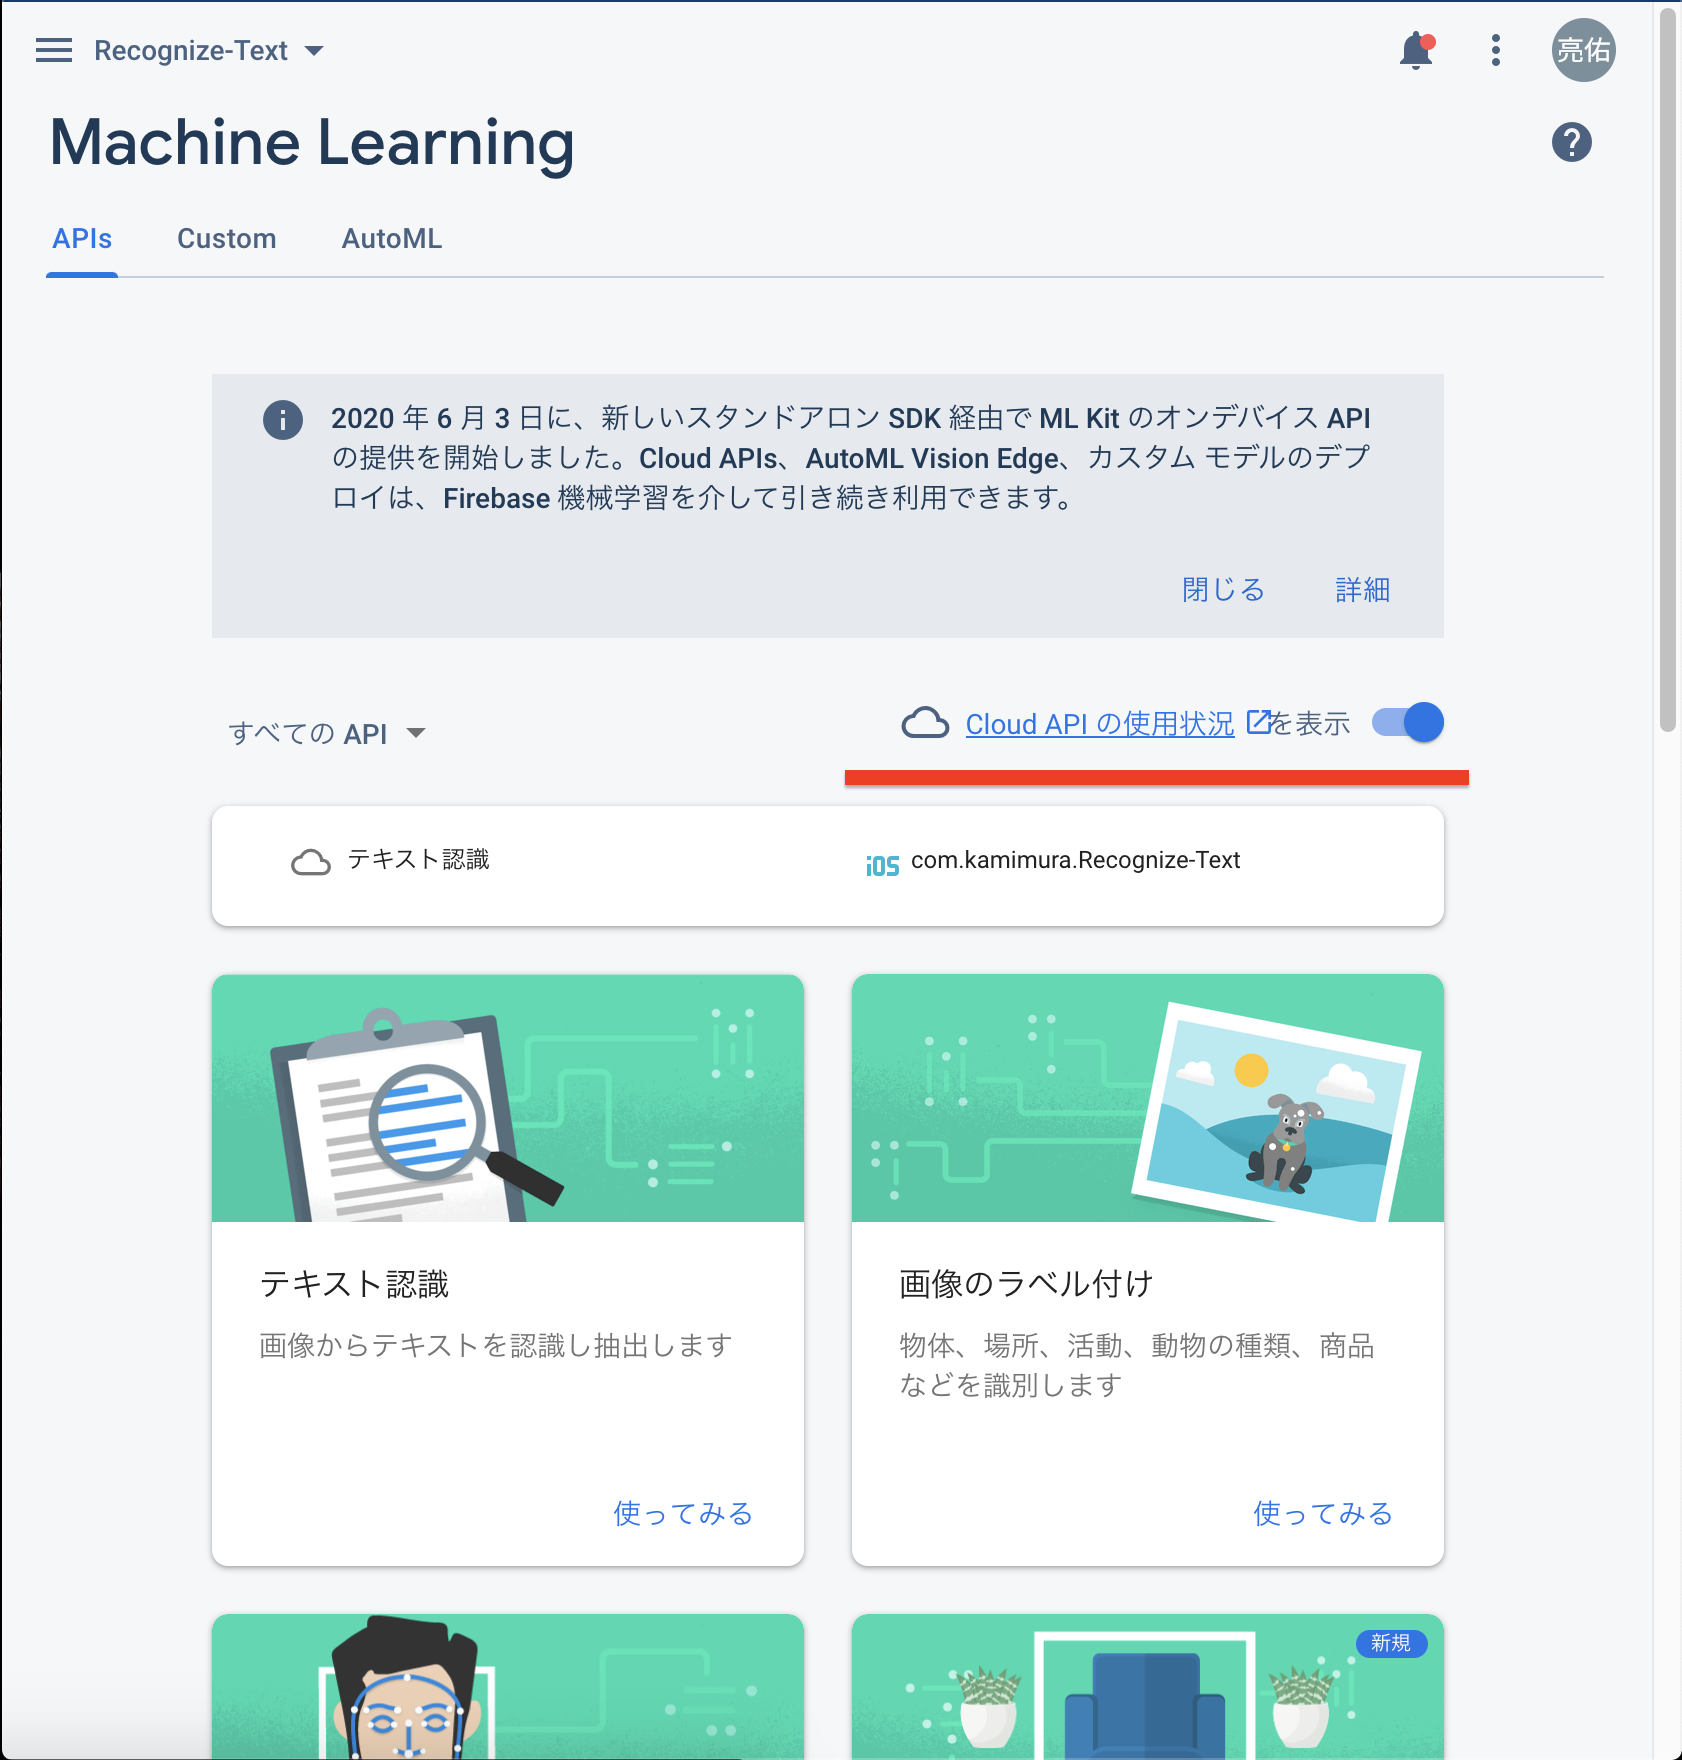 Recognize-Text
亮佑
Machine Learning
?
APIs
Custom
AutoML
2020 年 6 月 3 日に、新しいスタンドアロン SDK 経由で ML Kit のオンデバイス API
の提供を開始しました。Cloud APIs、AutoML Vision Edge、カスタム モデルのデプ
ロイは、Firebase 機械学習を介して引き続き利用できます。
閉じる
詳細
すべての API
Cloud API の使用状況 を表示
テキスト認識
iOS com.kamimura.Recognize-Text
テキスト認識
画像からテキストを認識し抽出します
使ってみる
画像のラベル付け
物体、場所、活動、動物の種類、商品
などを識別します
使ってみる
新規